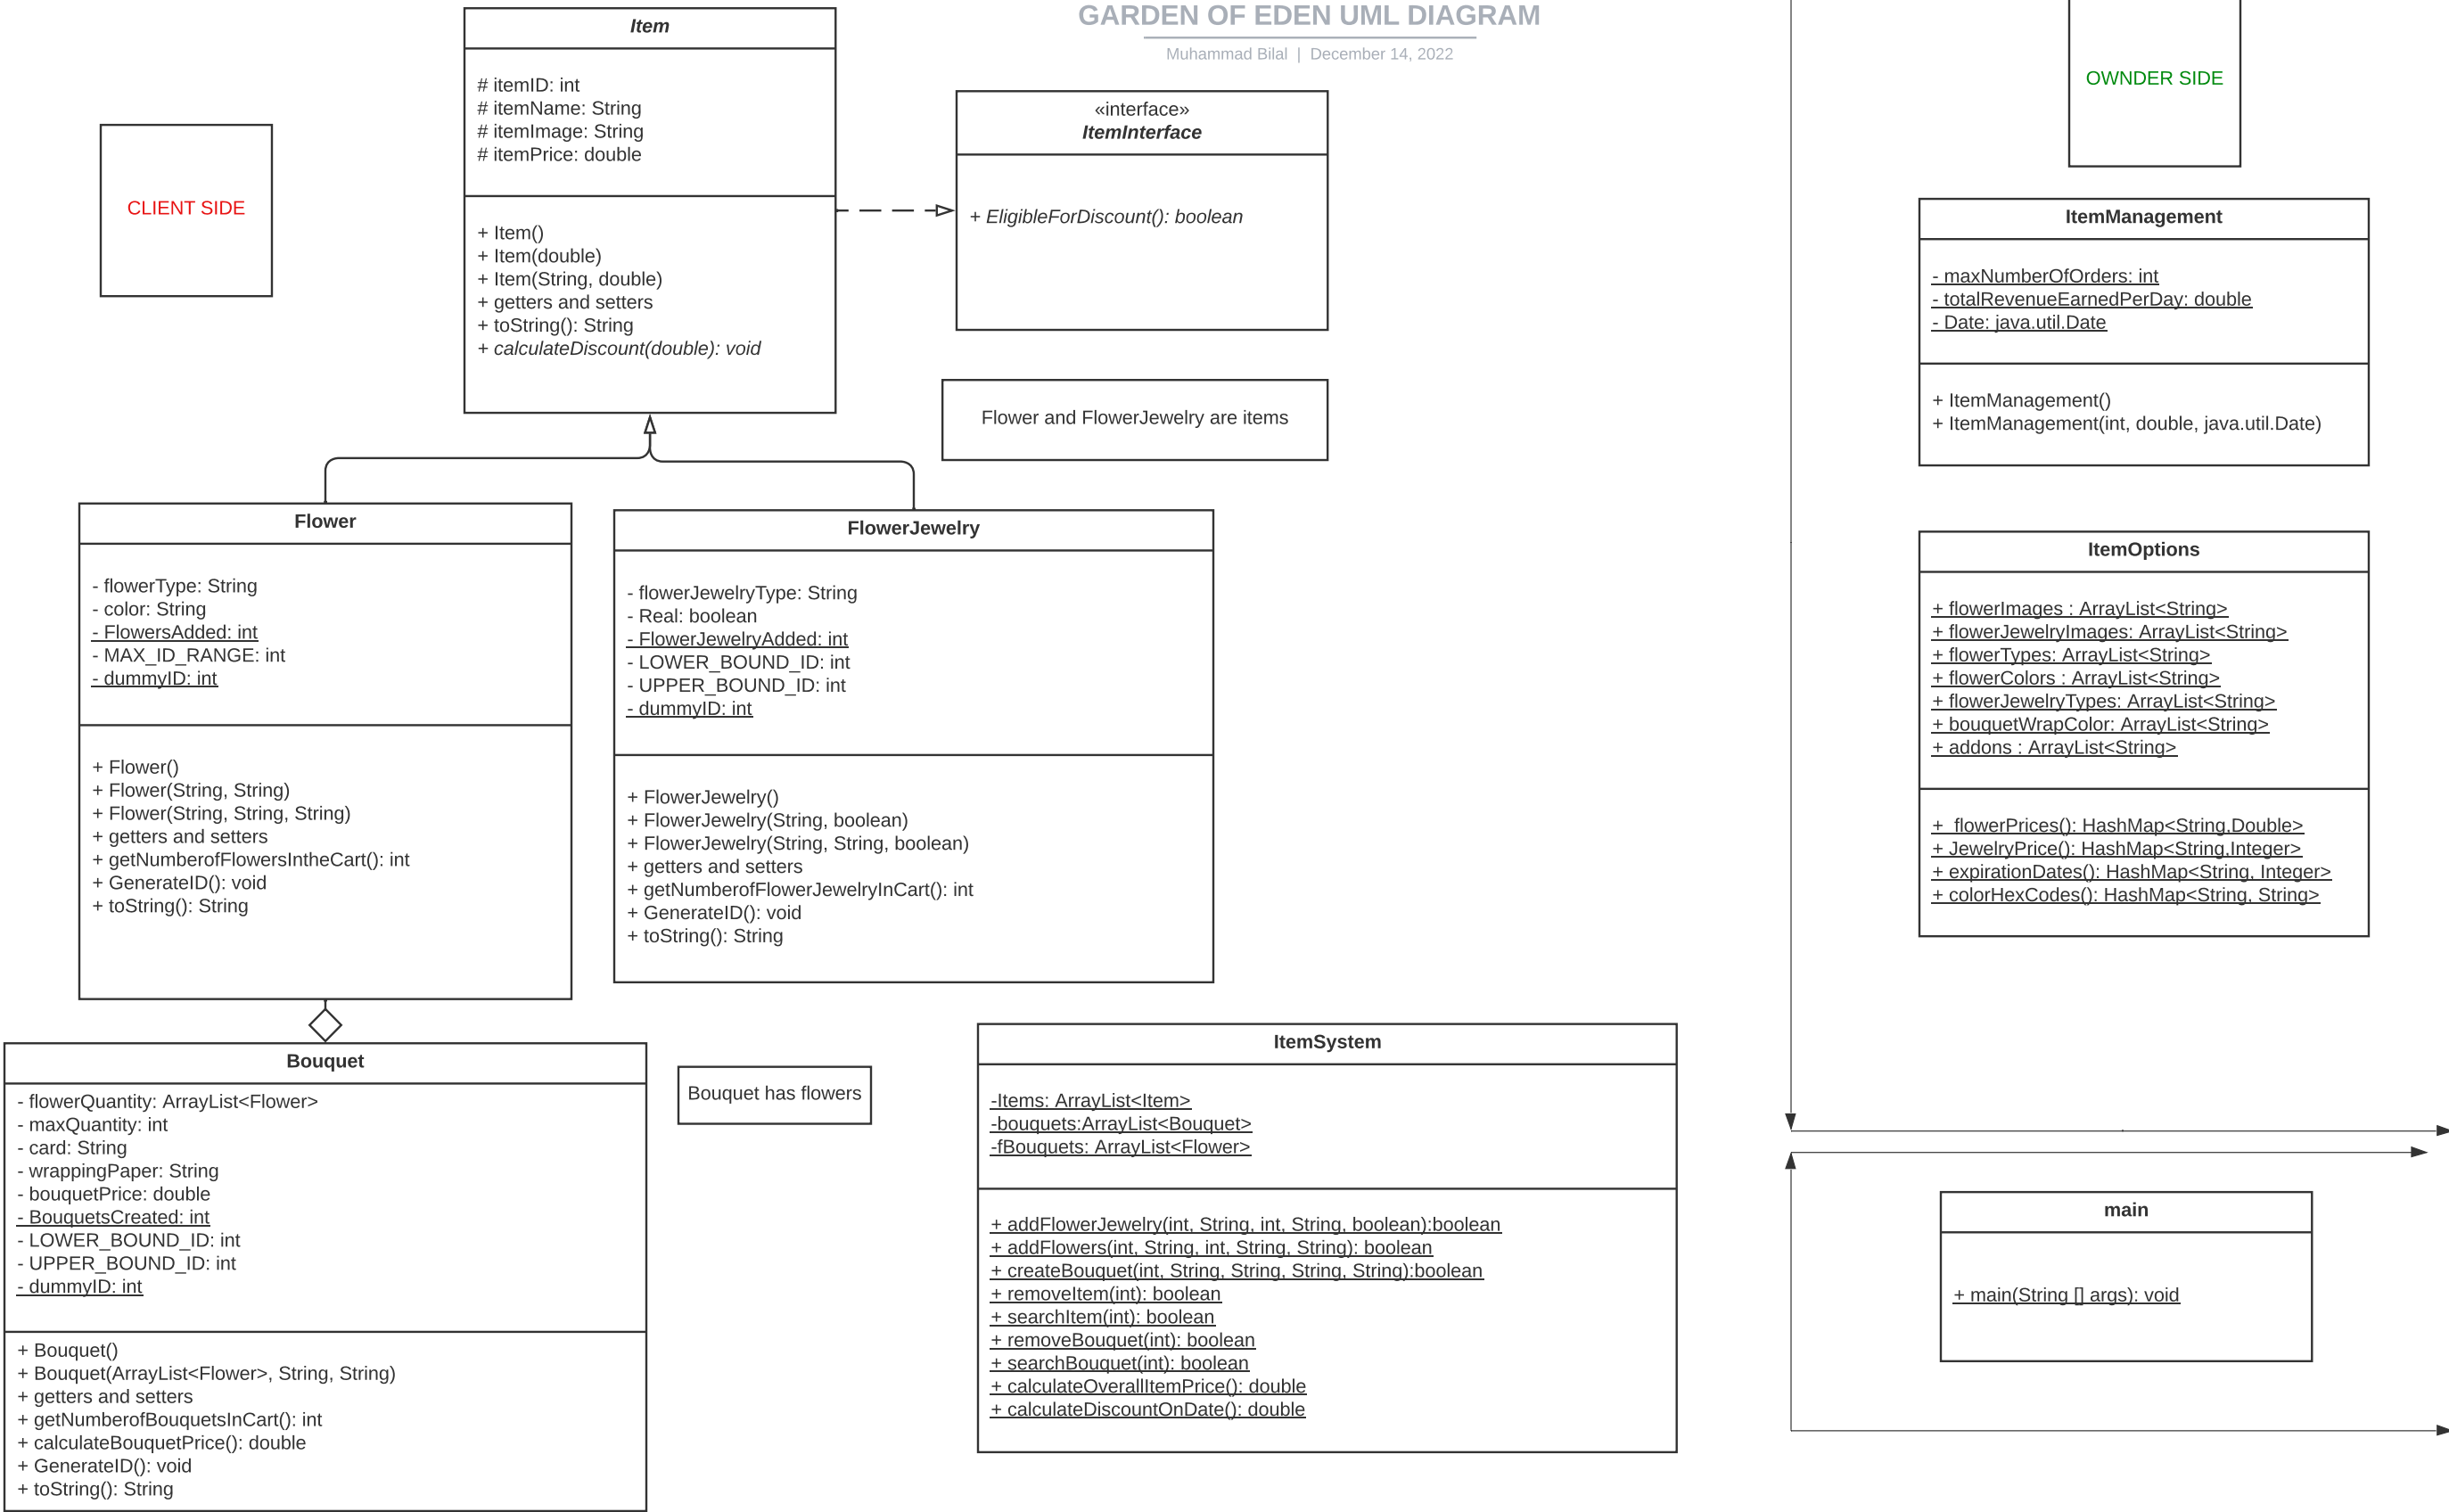 GARDEN OF EDEN UML DIAGRAM
Muhammad Bilal | December 14, 2022
CLIENT SIDE
Item
# itemID: int
# itemName: String
# itemImage: String
# itemPrice: double
+ Item()
+ Item(double)
+ Item(String, double)
+ getters and setters
+ toString(): String
+ calculateDiscount(double): void
«interface»
ItemInterface
+ EligibleForDiscount(): boolean
Flower and FlowerJewelry are items
Flower
- flowerType: String
- color: String
- FlowersAdded: int
- MAX_ID_RANGE: int
- dummyID: int
+ Flower()
+ Flower(String, String)
+ Flower(String, String, String)
+ getters and setters
+ getNumberofFlowersIntheCart(): int
+ GenerateID(): void
+ toString(): String
FlowerJewelry
- flowerJewelryType: String
- Real: boolean
- FlowerJewelryAdded: int
- LOWER_BOUND_ID: int
- UPPER_BOUND_ID: int
- dummyID: int
+ FlowerJewelry()
+ FlowerJewelry(String, boolean)
+ FlowerJewelry(String, String, boolean)
+ getters and setters
+ getNumberofFlowerJewelryInCart(): int
+ GenerateID(): void
+ toString(): String
Bouquet
- flowerQuantity: ArrayList<Flower>
- maxQuantity: int
- card: String
- wrappingPaper: String
- bouquetPrice: double
- BouquetsCreated: int
- LOWER_BOUND_ID: int
- UPPER_BOUND_ID: int
- dummyID: int
+ Bouquet()
+ Bouquet(ArrayList<Flower>, String, String)
+ getters and setters
+ getNumberofBouquetsInCart(): int
+ calculateBouquetPrice(): double
+ GenerateID(): void
+ toString(): String
Bouquet has flowers
ItemSystem
-Items: ArrayList<Item>
-bouquets:ArrayList<Bouquet>
-fBouquets: ArrayList<Flower>
+ addFlowerJewelry(int, String, int, String, boolean):boolean
+ addFlowers(int, String, int, String, String): boolean
+ createBouquet(int, String, String, String, String):boolean
+ removeItem(int): boolean
+ searchItem(int): boolean
+ removeBouquet(int): boolean
+ searchBouquet(int): boolean
+ calculateOverallItemPrice(): double
+ calculateDiscountOnDate(): double
OWNDER SIDE
ItemManagement
- maxNumberOfOrders: int
- totalRevenueEarnedPerDay: double
- Date: java.util.Date
+ ItemManagement()
+ ItemManagement(int, double, java.util.Date)
ItemOptions
+ flowerImages : ArrayList<String>
+ flowerJewelryImages: ArrayList<String>
+ flowerTypes: ArrayList<String>
+ flowerColors : ArrayList<String>
+ flowerJewelryTypes: ArrayList<String>
+ bouquetWrapColor: ArrayList<String>
+ addons : ArrayList<String>
+  flowerPrices(): HashMap<String,Double>
+ JewelryPrice(): HashMap<String,Integer>
+ expirationDates(): HashMap<String, Integer>
+ colorHexCodes(): HashMap<String, String>
main
+ main(String [] args): void